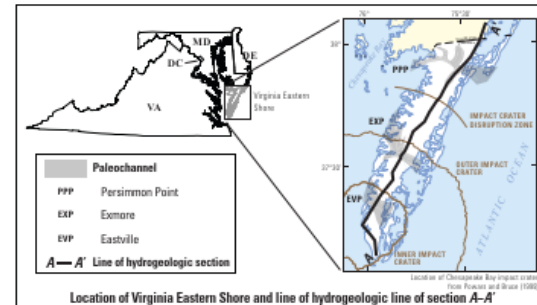 MD
DE
DC
VA
Virginia Eastern
Shore
Paleochannel
PPP Persimmon Point
EXP Exmore
EVP Eastville
A—A' Line of hydrogeologic section
76°
75°30'
38°
37°30'
A'
A
Chesapeake Bay
PPP
EXP
EVP
IMPACT CRATER
DISRUPTION ZONE
OUTER IMPACT
CRATER
INNER IMPACT
CRATER
ATLANTIC OCEAN
Location of Chesapeake Bay impact crater
from Powars and Bruce (1999)
Location of Virginia Eastern Shore and line of hydrogeologic line of section A–A'